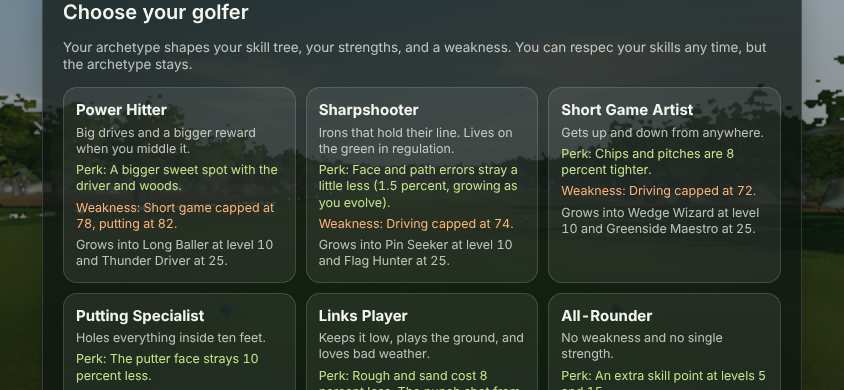 Choose your golfer
Your archetype shapes your skill tree, your strengths, and a weakness. You can respec your skills any time, but
the archetype stays.
Power Hitter
Big drives and a bigger reward
when you middle it.
Perk: A bigger sweet spot with the
driver and woods.
Weakness: Short game capped at
78, putting at 82.
Grows into Long Baller at level 10
and Thunder Driver at 25.
Sharpshooter
Irons that hold their line. Lives on
the green in regulation.
Perk: Face and path errors stray a
little less (1.5 percent, growing as
you evolve).
Weakness: Driving capped at 74.
Grows into Pin Seeker at level 10
and Flag Hunter at 25.
Short Game Artist
Gets up and down from anywhere.
Perk: Chips and pitches are 8
percent tighter.
Weakness: Driving capped at 72.
Grows into Wedge Wizard at level
10 and Greenside Maestro at 25.
Putting Specialist
Holes everything inside ten feet.
Perk: The putter face strays 10
percent less.
Links Player
Keeps it low, plays the ground, and
loves bad weather.
Perk: Rough and sand cost 8
percent less. The punch shot from
All-Rounder
No weakness and no single
strength.
Perk: An extra skill point at levels 5
and 15.